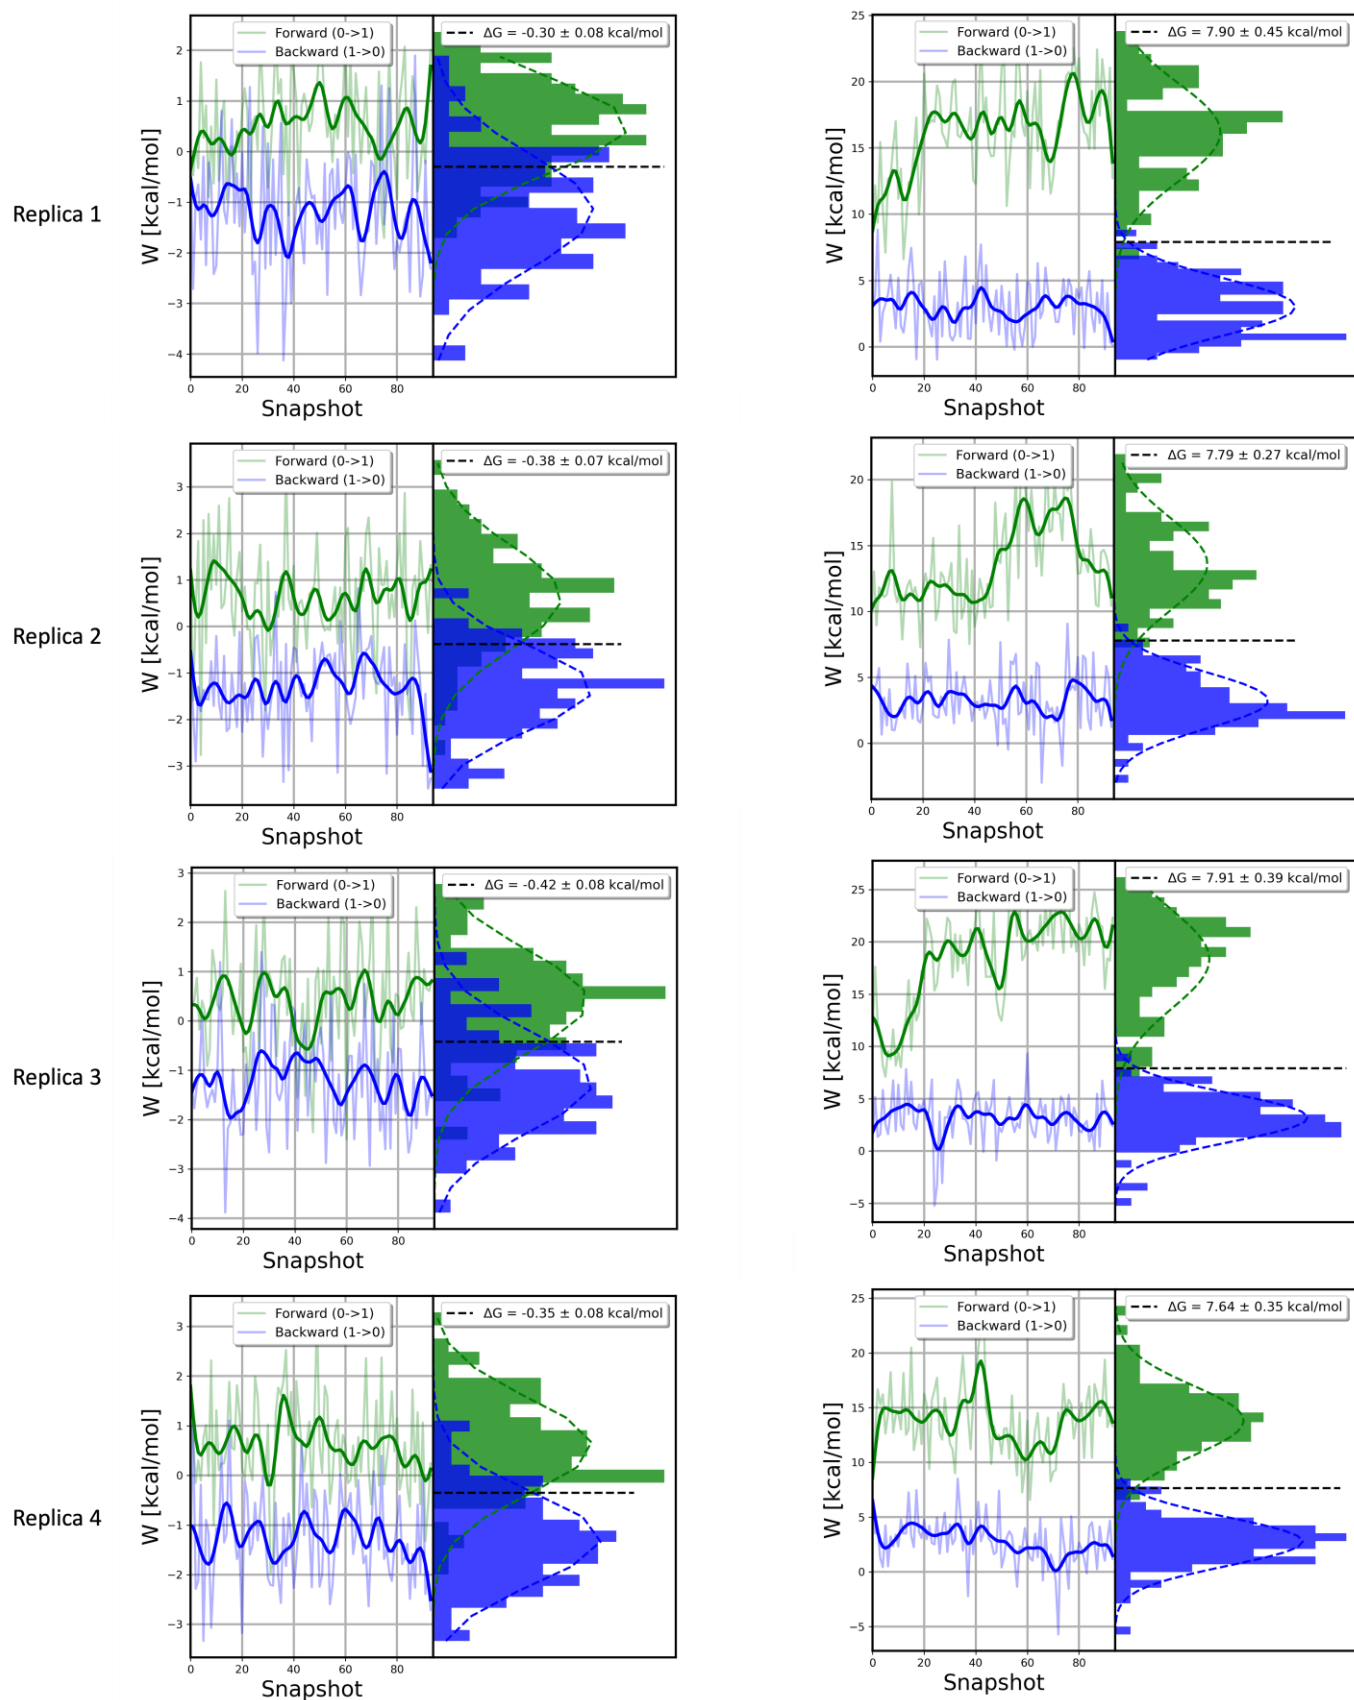 Replica 1
W [kcal/mol]
2
1
0
−1
−2
−3
−4
Forward (0->1)
Backward (1->0)
ΔG = -0.30 ± 0.08 kcal/mol
0 20 40 60 80
Snapshot
W [kcal/mol]
25
20
15
10
5
0
Forward (0->1)
Backward (1->0)
ΔG = 7.90 ± 0.45 kcal/mol
0 20 40 60 80
Snapshot
Replica 2
W [kcal/mol]
3
2
1
0
−1
−2
−3
Forward (0->1)
Backward (1->0)
ΔG = -0.38 ± 0.07 kcal/mol
0 20 40 60 80
Snapshot
W [kcal/mol]
20
15
10
5
0
Forward (0->1)
Backward (1->0)
ΔG = 7.79 ± 0.27 kcal/mol
0 20 40 60 80
Snapshot
Replica 3
W [kcal/mol]
3
2
1
0
−1
−2
−3
−4
Forward (0->1)
Backward (1->0)
ΔG = -0.42 ± 0.08 kcal/mol
0 20 40 60 80
Snapshot
W [kcal/mol]
25
20
15
10
5
0
−5
Forward (0->1)
Backward (1->0)
ΔG = 7.91 ± 0.39 kcal/mol
0 20 40 60 80
Snapshot
Replica 4
W [kcal/mol]
3
2
1
0
−1
−2
−3
Forward (0->1)
Backward (1->0)
ΔG = -0.35 ± 0.08 kcal/mol
0 20 40 60 80
Snapshot
W [kcal/mol]
25
20
15
10
5
0
−5
Forward (0->1)
Backward (1->0)
ΔG = 7.64 ± 0.35 kcal/mol
0 20 40 60 80
Snapshot